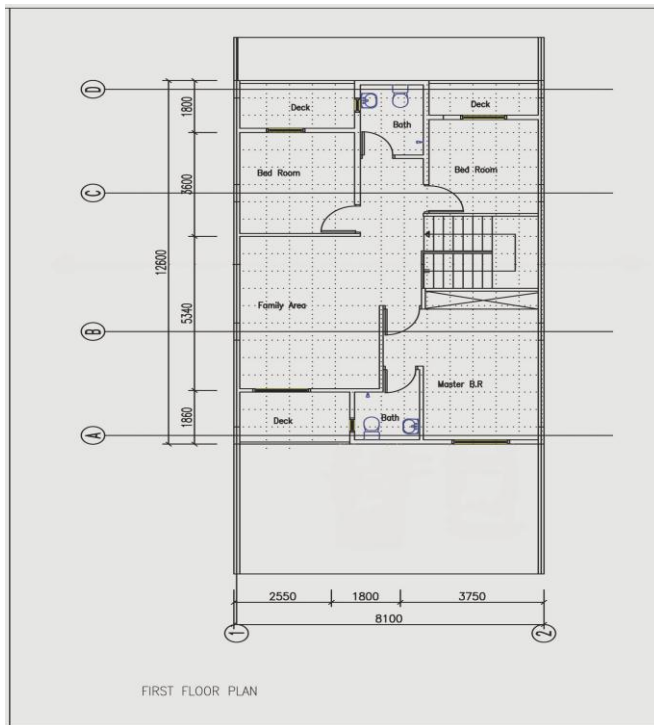 D
1800
Deck
Deck
Bath
Bed Room
Bed Room
C
3600
12600
Family Area
5340
B
Master B.R
1860
Deck
Bath
A
2550
1800
3750
8100
1
2
FIRST FLOOR PLAN